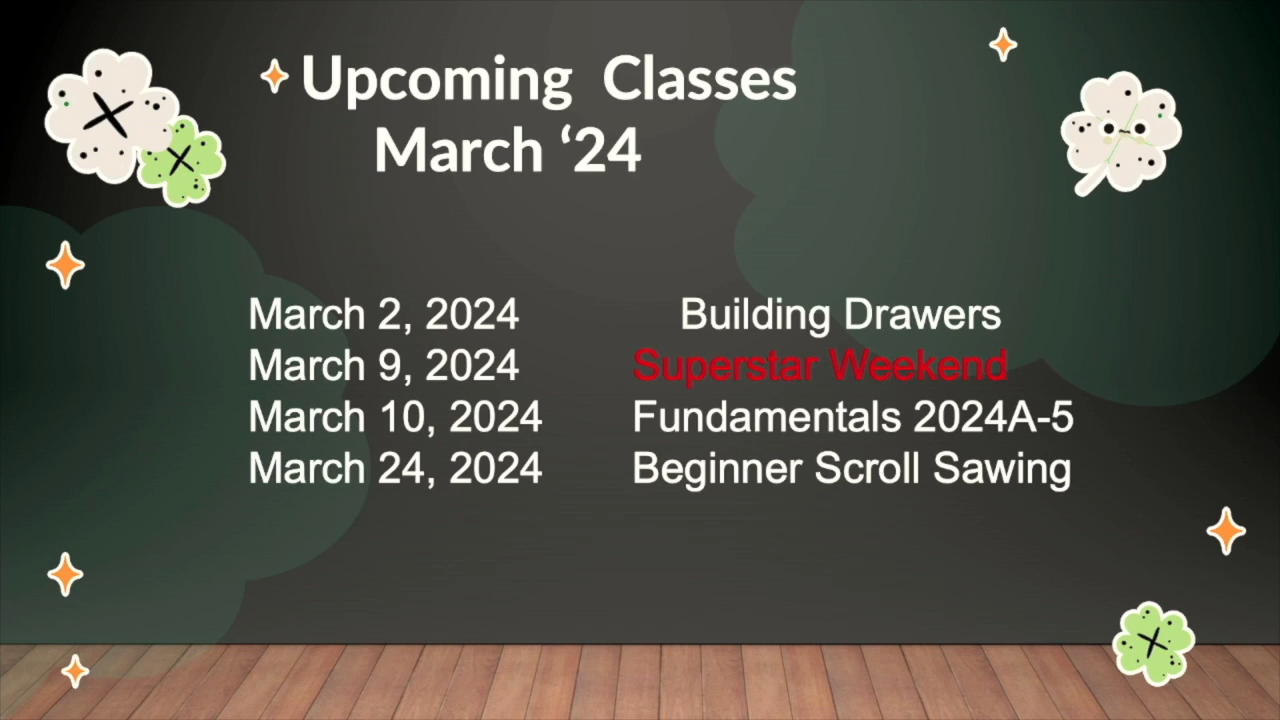 Upcoming Classes
March ‘24
March 2, 2024 Building Drawers
March 9, 2024 Superstar Weekend
March 10, 2024 Fundamentals 2024A-5
March 24, 2024 Beginner Scroll Sawing